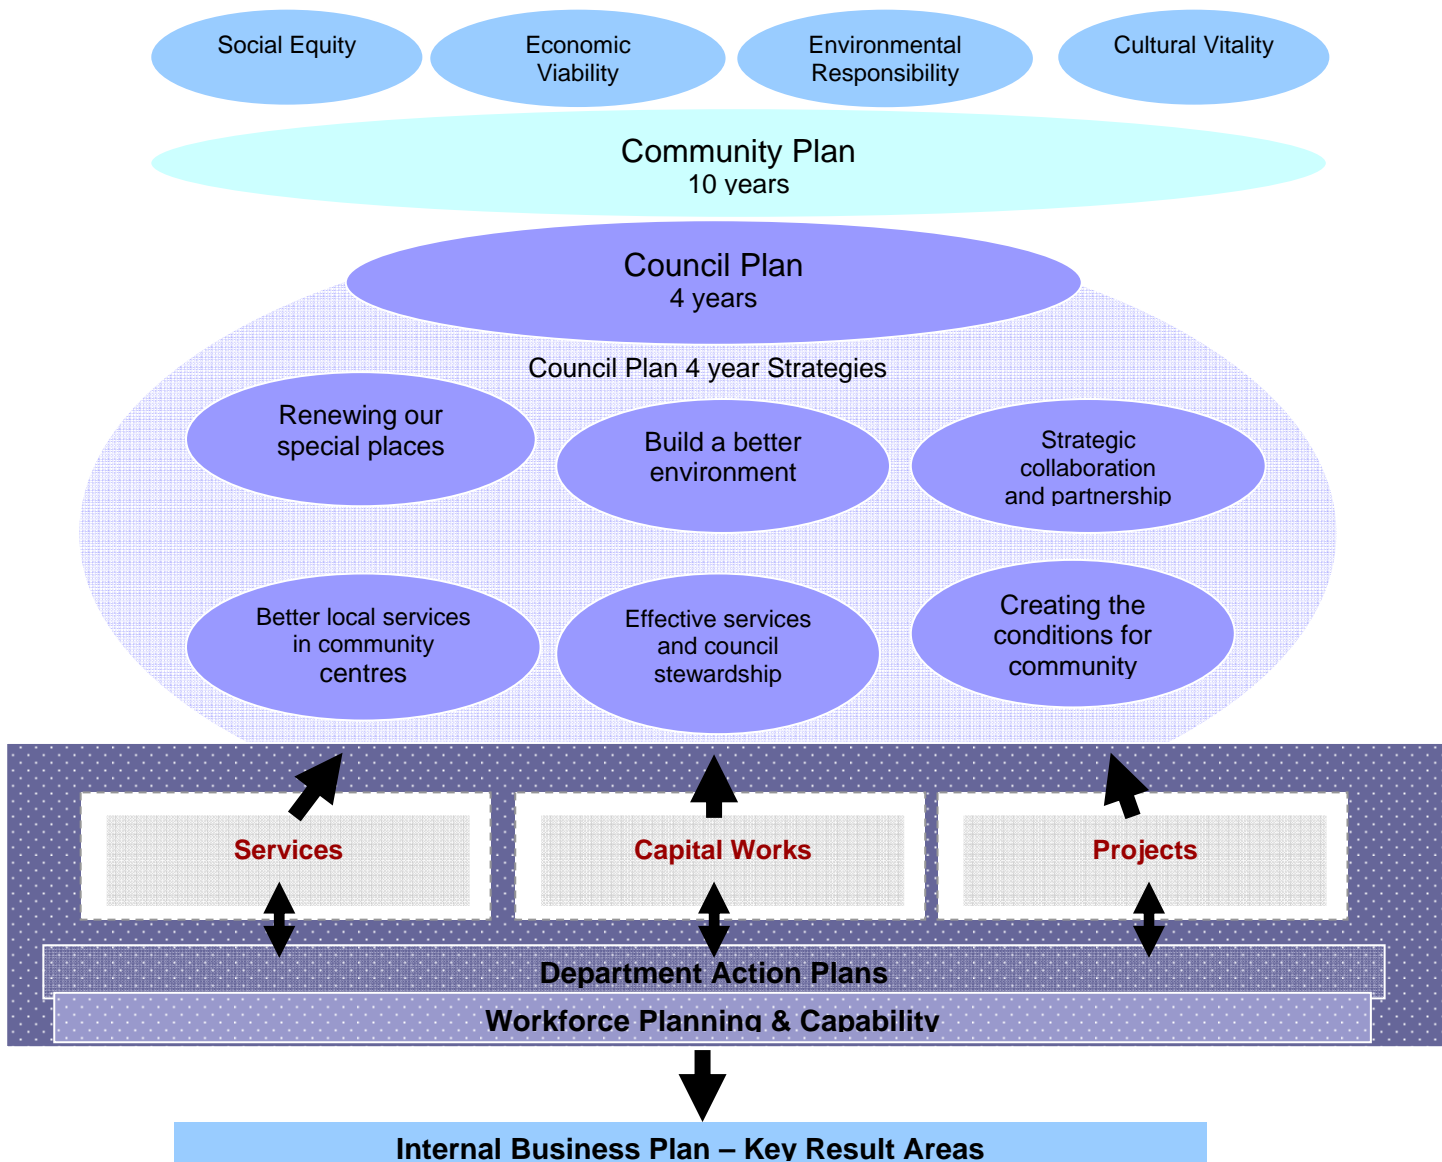 Social Equity
Economic
Viability
Environmental
Responsibility
Cultural Vitality
Community Plan
10 years
Council Plan
4 years
Council Plan 4 year Strategies
Renewing our
special places
Build a better
environment
Strategic
collaboration
and partnership
Better local services
in community
centres
Effective services
and council
stewardship
Creating the
conditions for
community
Services
Capital Works
Projects
Department Action Plans
Workforce Planning & Capability
Internal Business Plan – Key Result Areas